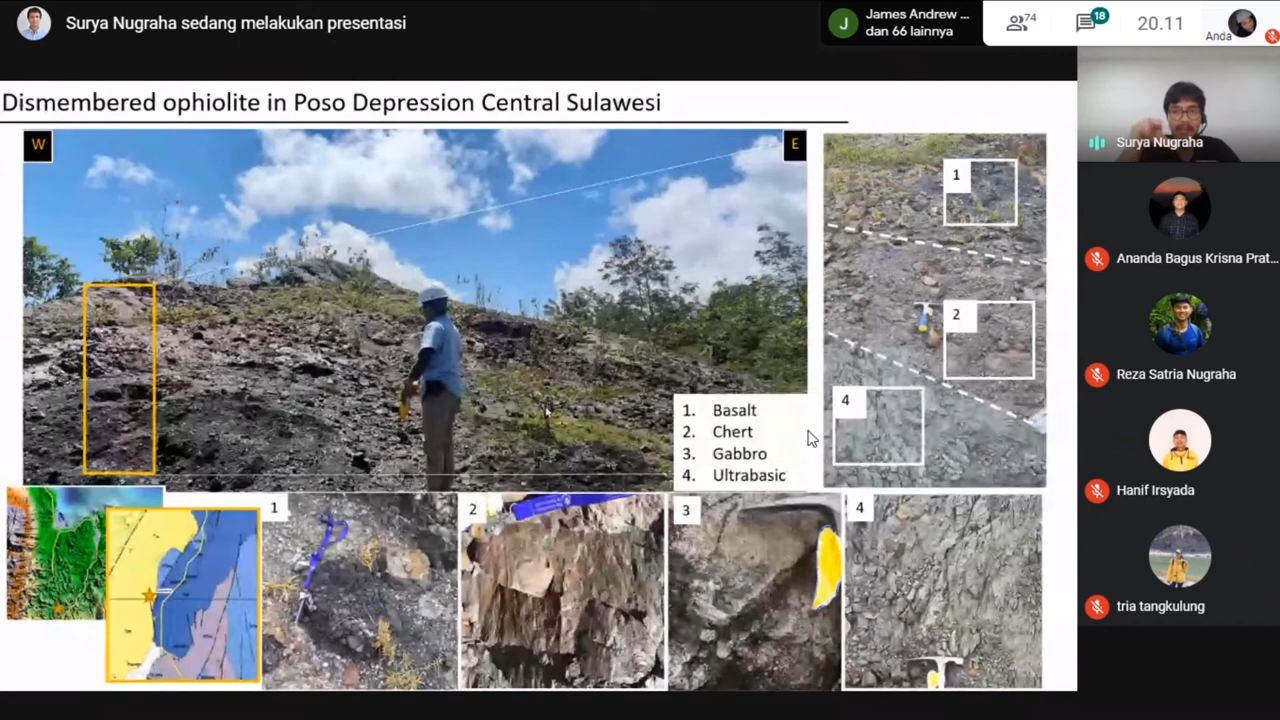 Surya Nugraha sedang melakukan presentasi
J
James Andrew ...
dan 66 lainnya
74
18
20.11
Anda
Dismembered ophiolite in Poso Depression Central Sulawesi
W
E
1
2
4
1. Basalt
2. Chert
3. Gabbro
4. Ultrabasic
1
2
3
4
Surya Nugraha
Ananda Bagus Krisna Prat...
Reza Satria Nugraha
Hanif Irsyada
tria tangkulung